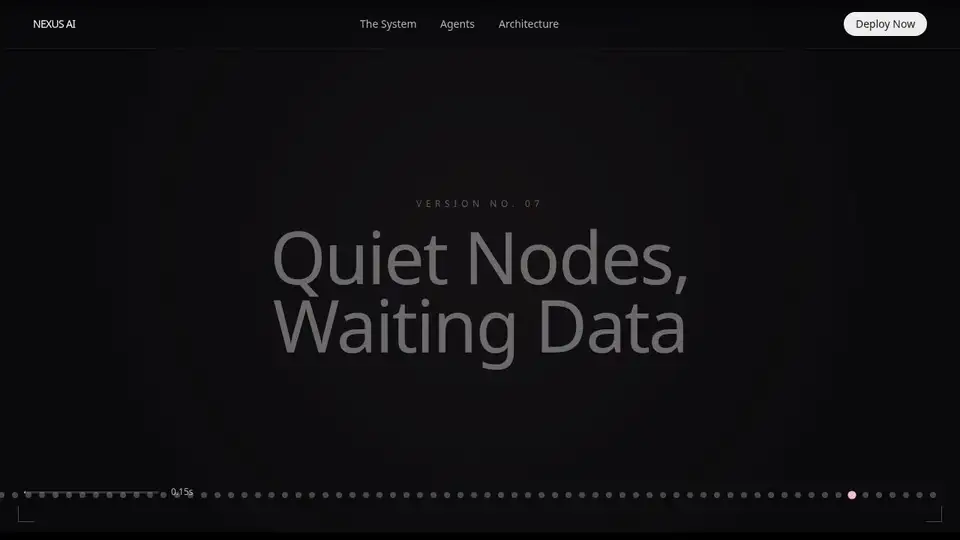 NEXUS AI
The System
Agents
Architecture
Deploy Now
VERSION NO. 07
Quiet Nodes,
Waiting Data
0.15s